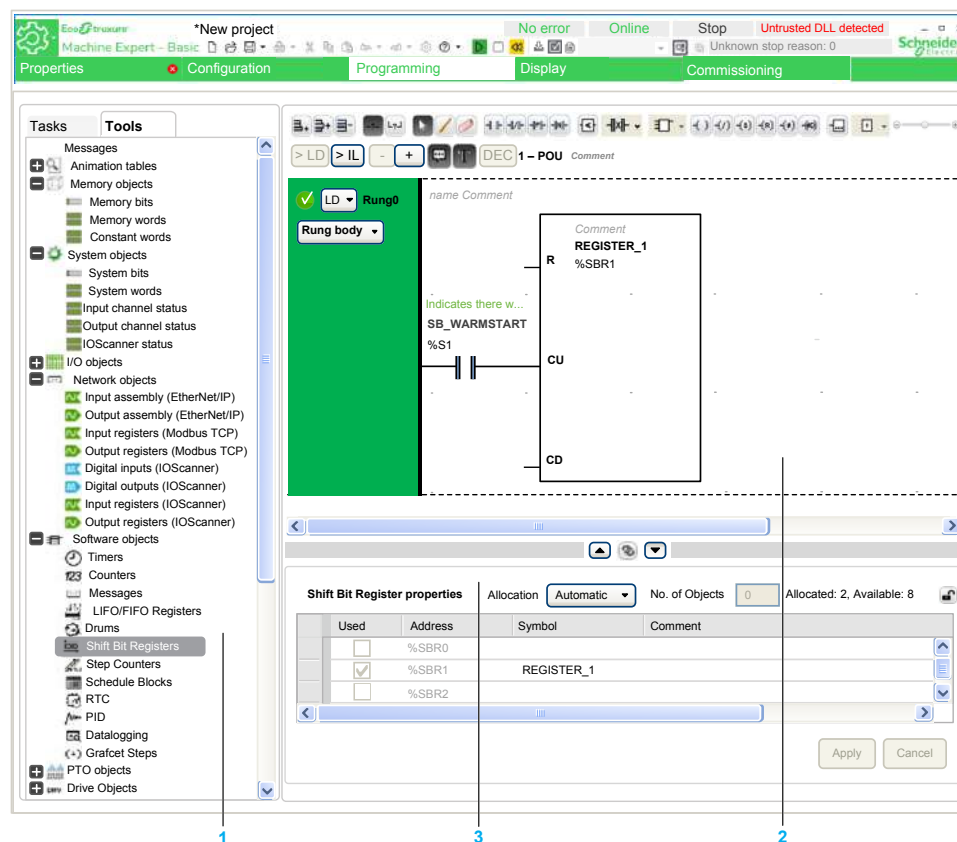 EcoStruxure
*New project
No error Online Stop Untrusted DLL detected
Machine Expert - Basic
Unknown stop reason: 0
Properties Configuration Programming Display Commissioning
Tasks Tools
Messages
Animation tables
Memory objects
Memory bits
Memory words
Constant words
System objects
System bits
System words
Input channel status
Output channel status
IOScanner status
I/O objects
Network objects
Input assembly (EtherNet/IP)
Output assembly (EtherNet/IP)
Input registers (Modbus TCP)
Output registers (Modbus TCP)
Digital inputs (IOScanner)
Digital outputs (IOScanner)
Input registers (IOScanner)
Output registers (IOScanner)
Software objects
Timers
123 Counters
Messages
LIFO/FIFO Registers
Drums
Shift Bit Registers
Step Counters
Schedule Blocks
RTC
PID
Datalogging
Grafcet Steps
PTO objects
Drive Objects
> LD > IL - + T DEC 1 – POU Comment
LD Rung0
name Comment
Rung body
Comment
REGISTER_1
R %SBR1
Indicates there w...
SB_WARMSTART
%S1
CU
CD
Shift Bit Register properties Allocation Automatic No. of Objects 0 Allocated: 2, Available: 8
Used Address Symbol Comment
%SBR0
%SBR1 REGISTER_1
%SBR2
Apply Cancel
1 3 2